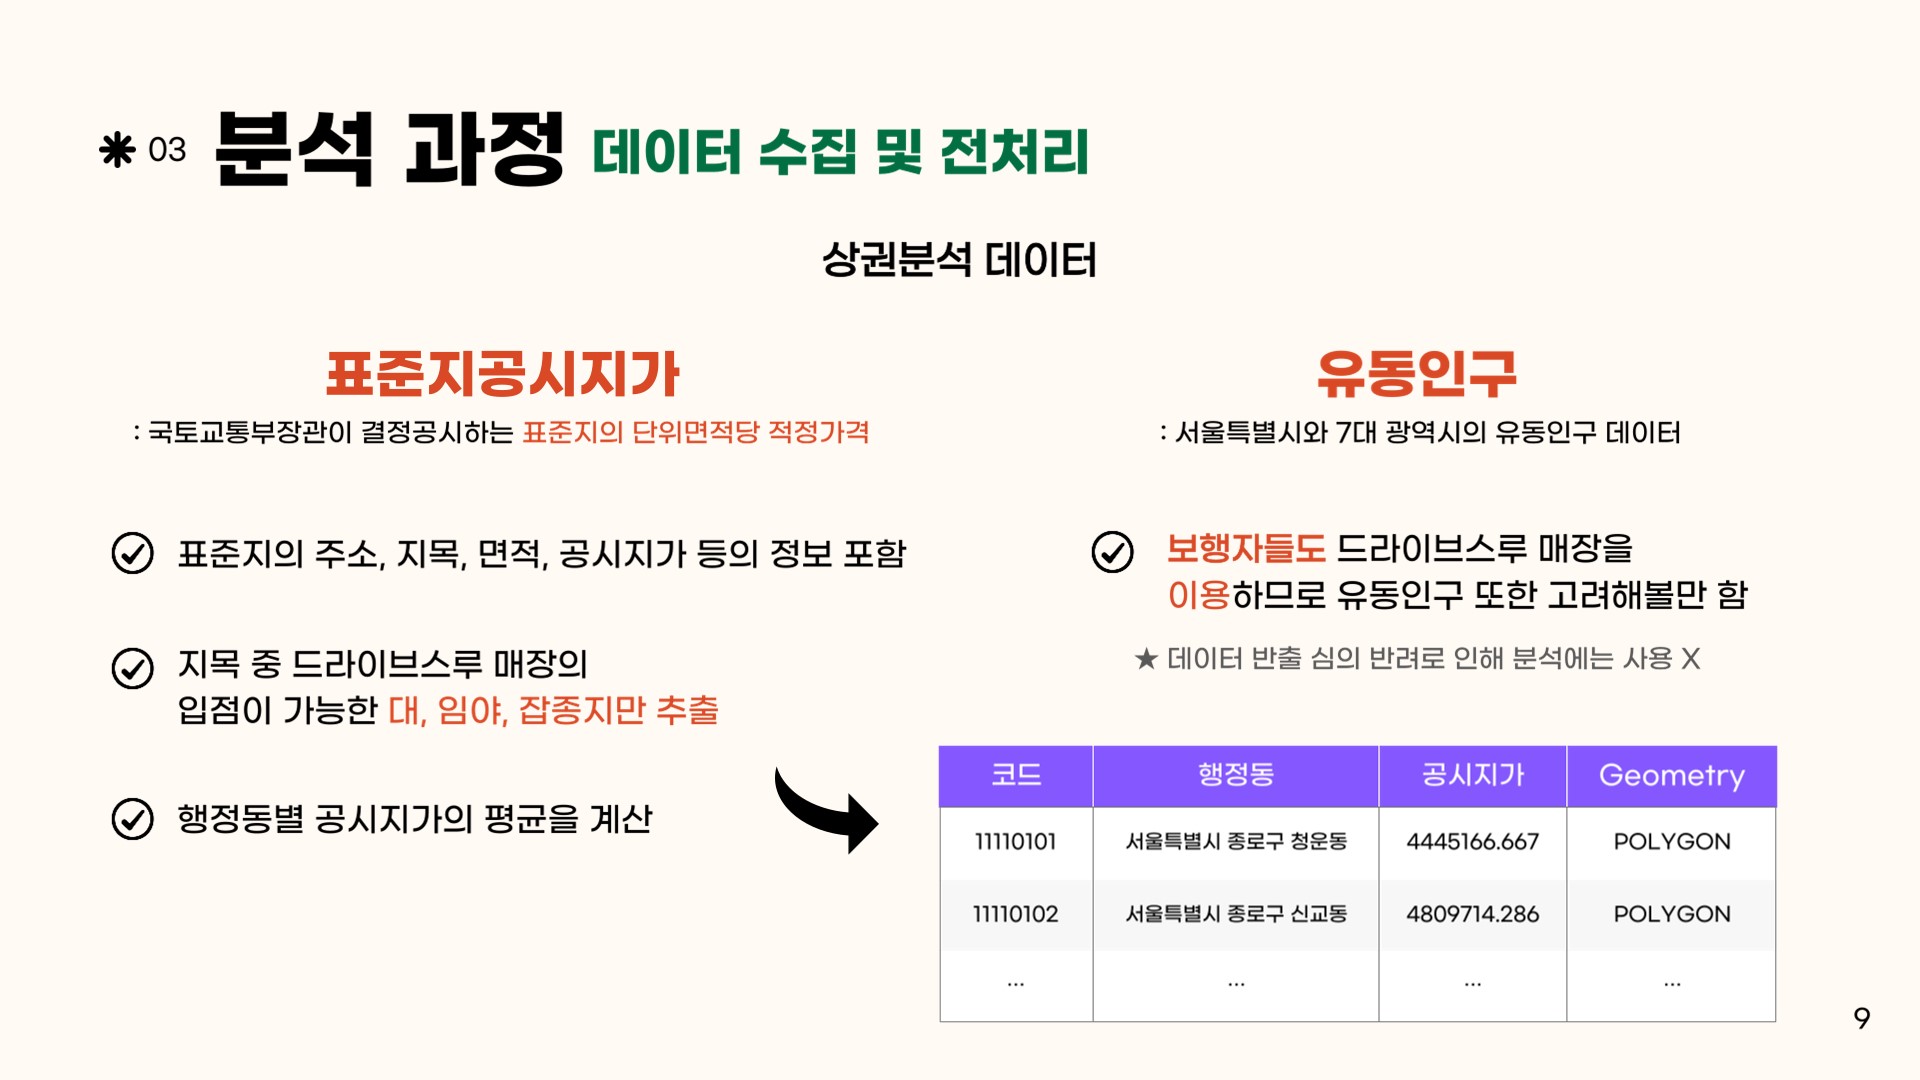 03 분석 과정 데이터 수집 및 전처리
상권분석 데이터
표준지공시지가
: 국토교통부장관이 결정공시하는 표준지의 단위면적당 적정가격
표준지의 주소, 지목, 면적, 공시지가 등의 정보 포함
지목 중 드라이브스루 매장의
입점이 가능한 대, 임야, 잡종지만 추출
행정동별 공시지가의 평균을 계산
유동인구
: 서울특별시와 7대 광역시의 유동인구 데이터
보행자들도 드라이브스루 매장을
이용하므로 유동인구 또한 고려해볼만 함
★ 데이터 반출 심의 반려로 인해 분석에는 사용 X
코드 행정동 공시지가 Geometry
11110101 서울특별시 종로구 청운동 4445166.667 POLYGON
11110102 서울특별시 종로구 신교동 4809714.286 POLYGON
... ... ... ...
9